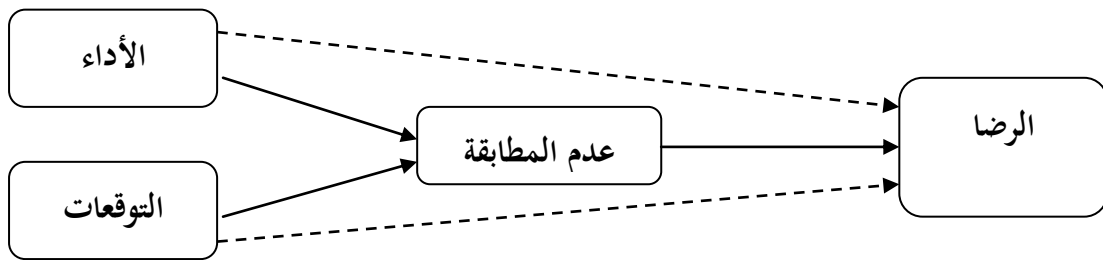 الأداء
الرضا
عدم المطابقة
التوقعات